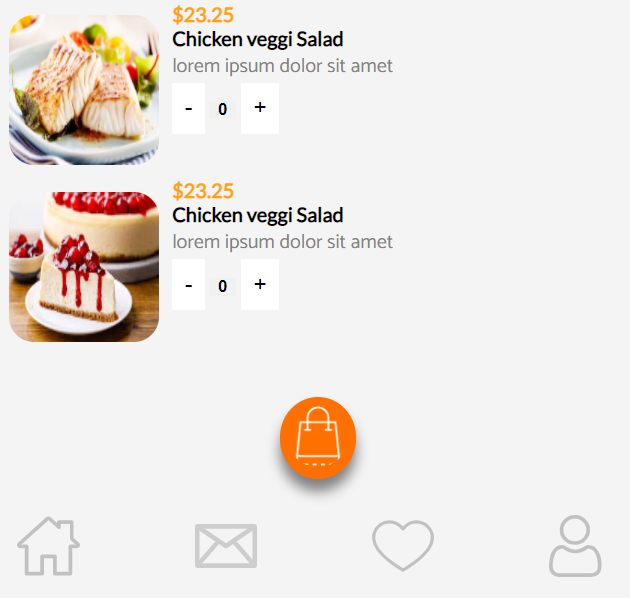 $23.25
Chicken veggi Salad
lorem ipsum dolor sit amet
- 0 +
$23.25
Chicken veggi Salad
lorem ipsum dolor sit amet
- 0 +